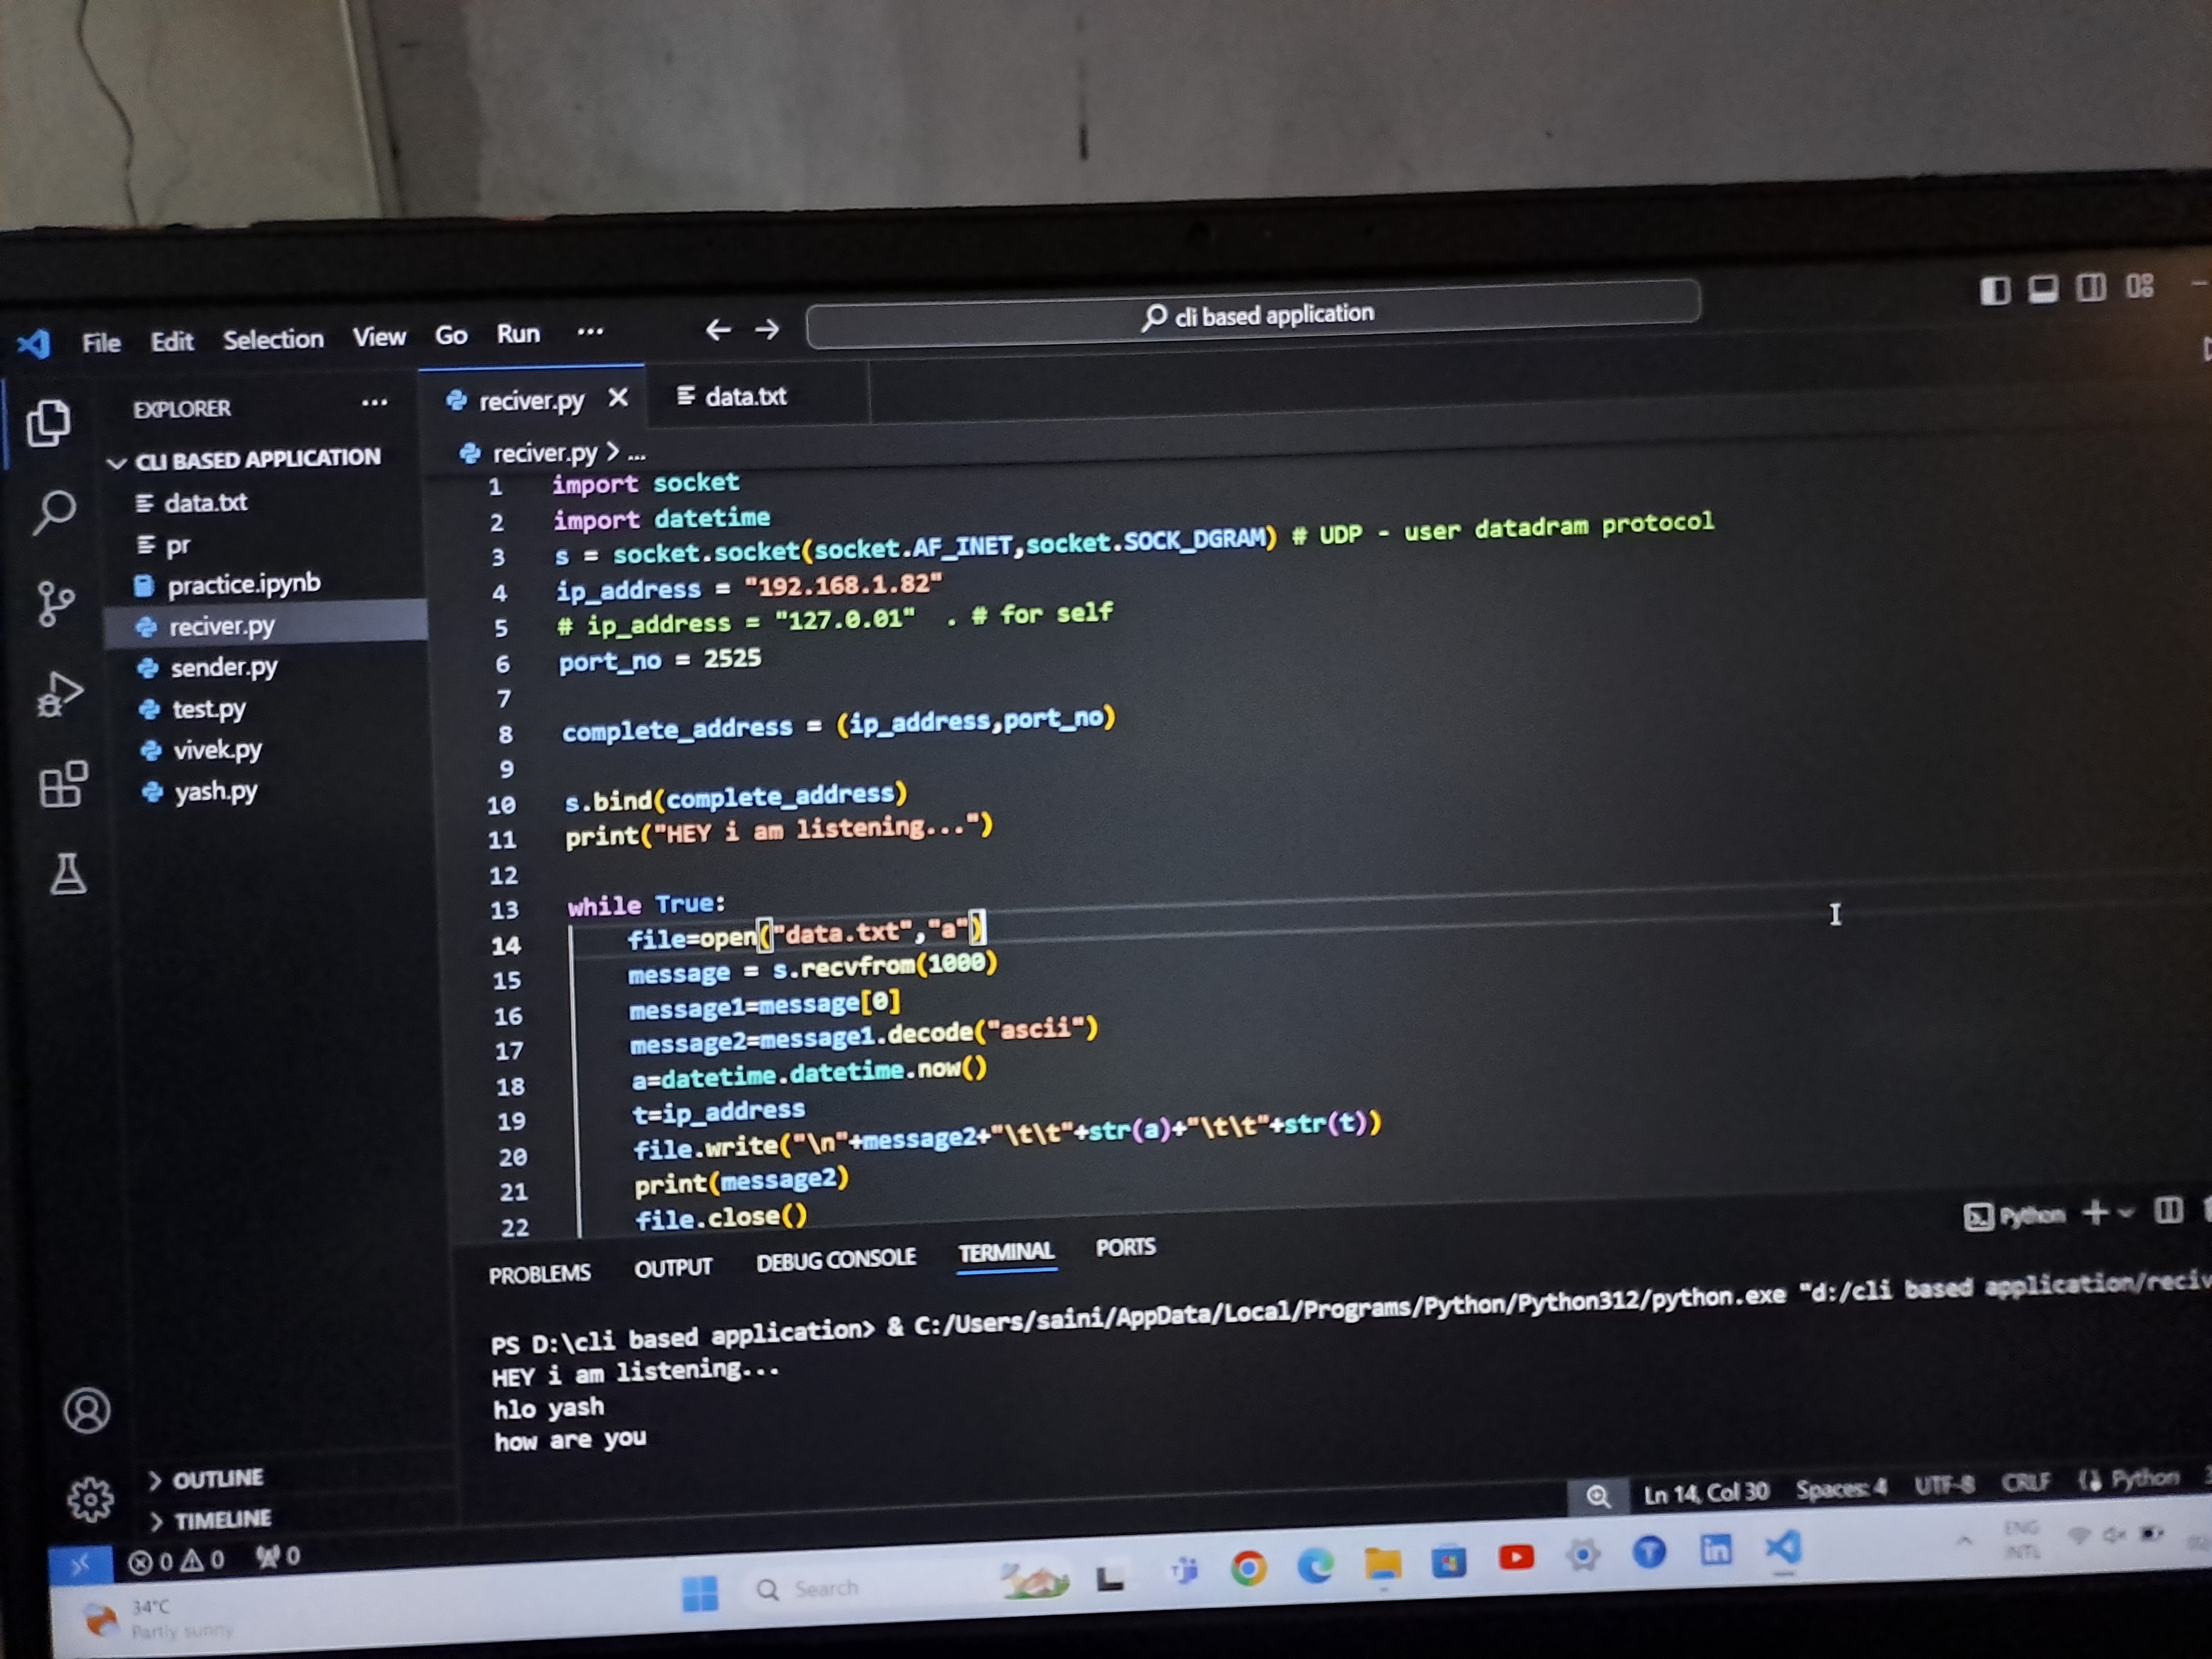 File Edit Selection View Go Run ...
cli based application
EXPLORER ...
CLI BASED APPLICATION
data.txt
pr
practice.ipynb
reciver.py
sender.py
test.py
vivek.py
yash.py
OUTLINE
TIMELINE
reciver.py
data.txt
reciver.py > ...
1 import socket
2 import datetime
3 s = socket.socket(socket.AF_INET,socket.SOCK_DGRAM) # UDP - user datadram protocol
4 ip_address = "192.168.1.82"
5 # ip_address = "127.0.01" . # for self
6 port_no = 2525
7
8 complete_address = (ip_address,port_no)
9
10 s.bind(complete_address)
11 print("HEY i am listening...")
12
13 while True:
14 file=open("data.txt","a")
15 message = s.recvfrom(1000)
16 message1=message[0]
17 message2=message1.decode("ascii")
18 a=datetime.datetime.now()
19 t=ip_address
20 file.write("\n"+message2+"\t\t"+str(a)+"\t\t"+str(t))
21 print(message2)
22 file.close()
PROBLEMS OUTPUT DEBUG CONSOLE TERMINAL PORTS
Python
PS D:\cli based application> & C:/Users/saini/AppData/Local/Programs/Python/Python312/python.exe "d:/cli based application/reciv
HEY i am listening...
hlo yash
how are you
0 0 0
Ln 14, Col 30 Spaces: 4 UTF-8 CRLF Python
34°C
Partly sunny
Search
ENG
INTL